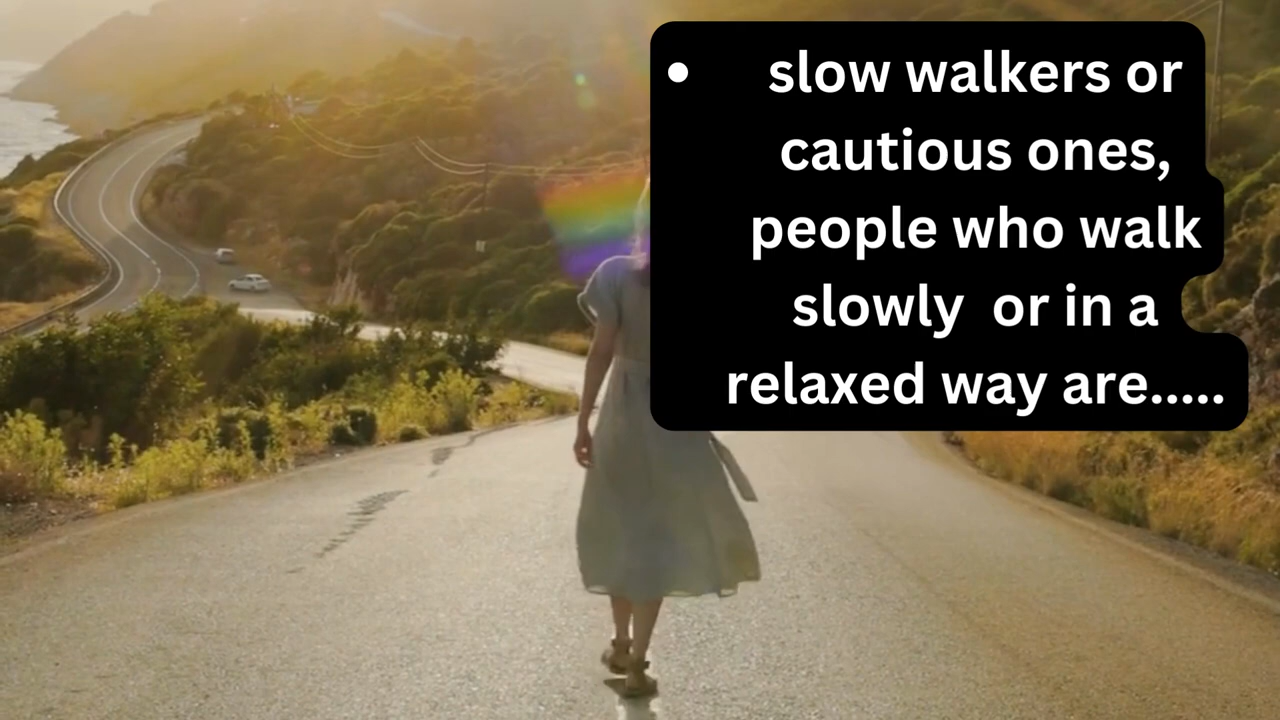 • slow walkers or
cautious ones,
people who walk
slowly  or in a
relaxed way are.....